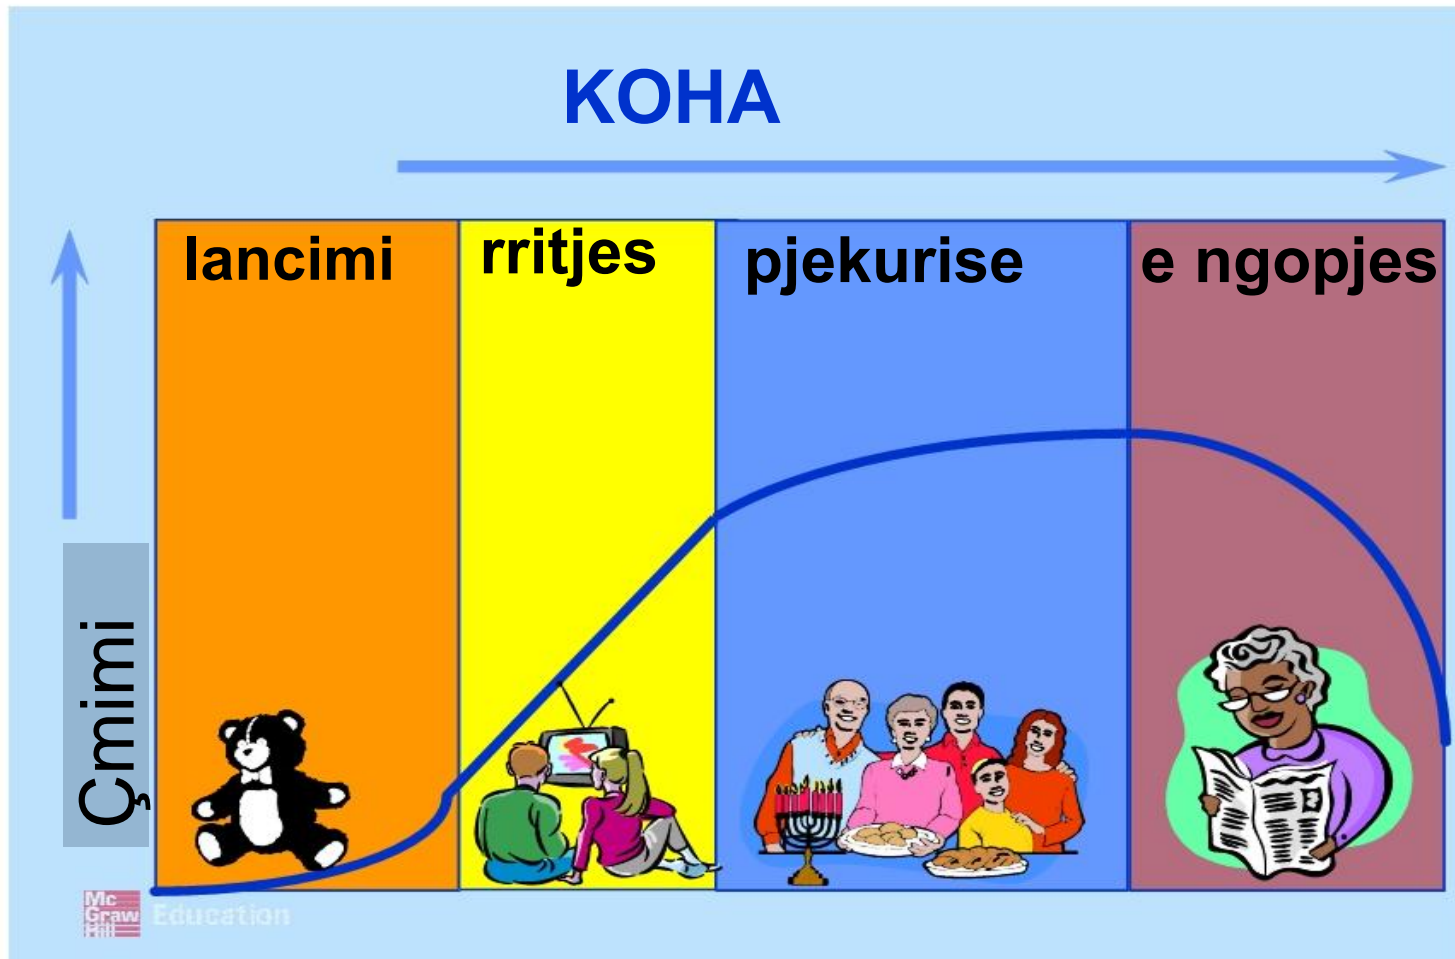 KOHA
lancimi
rritjes
pjekurise
e ngopjes
Çmimi
Mc
Graw
Hill
Education